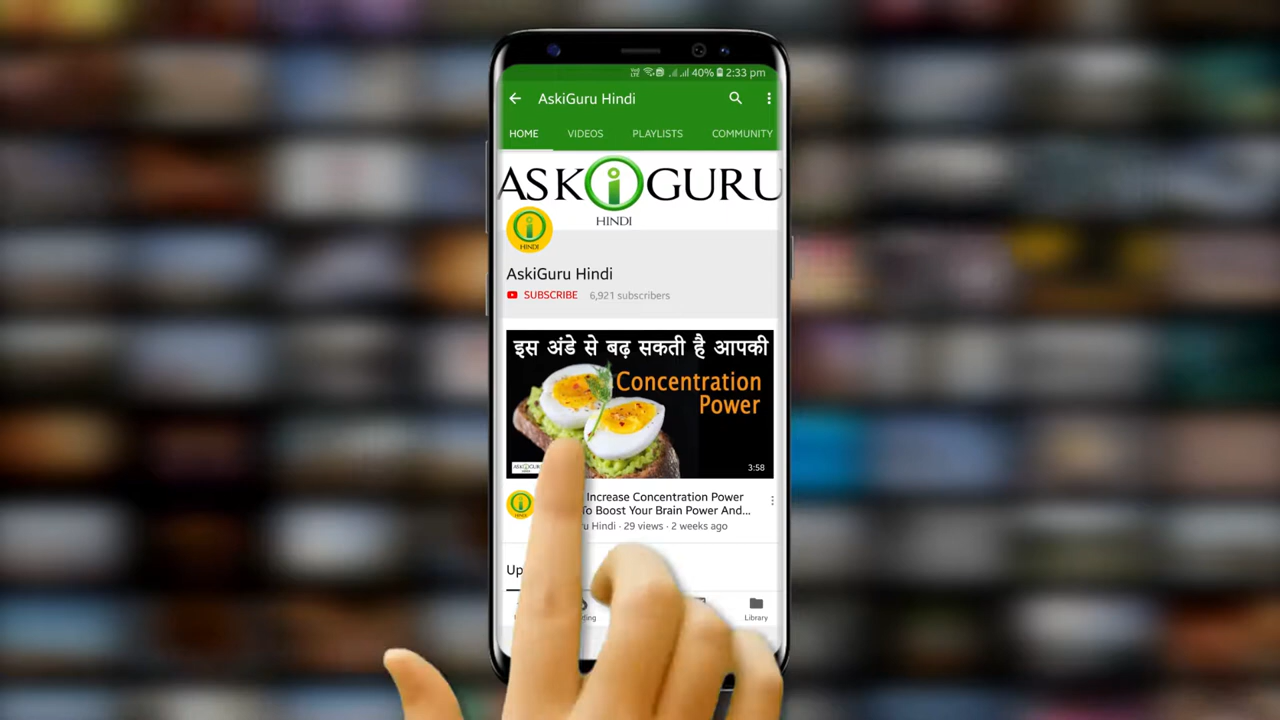 40% 2:33 pm
AskiGuru Hindi
HOME VIDEOS PLAYLISTS COMMUNITY
ASKiGURU
HINDI
HINDI
AskiGuru Hindi
SUBSCRIBE 6,921 subscribers
इस अंडे से बढ़ सकती है आपकी
Concentration
Power
ASKiGURU
3:58
Increase Concentration Power
To Boost Your Brain Power And...
Hindi · 29 views · 2 weeks ago
Up
Library